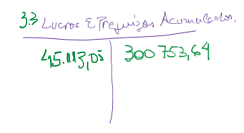 3.3 Lucros E Prejuízos Acumulados.
45.113,05 300 753,64